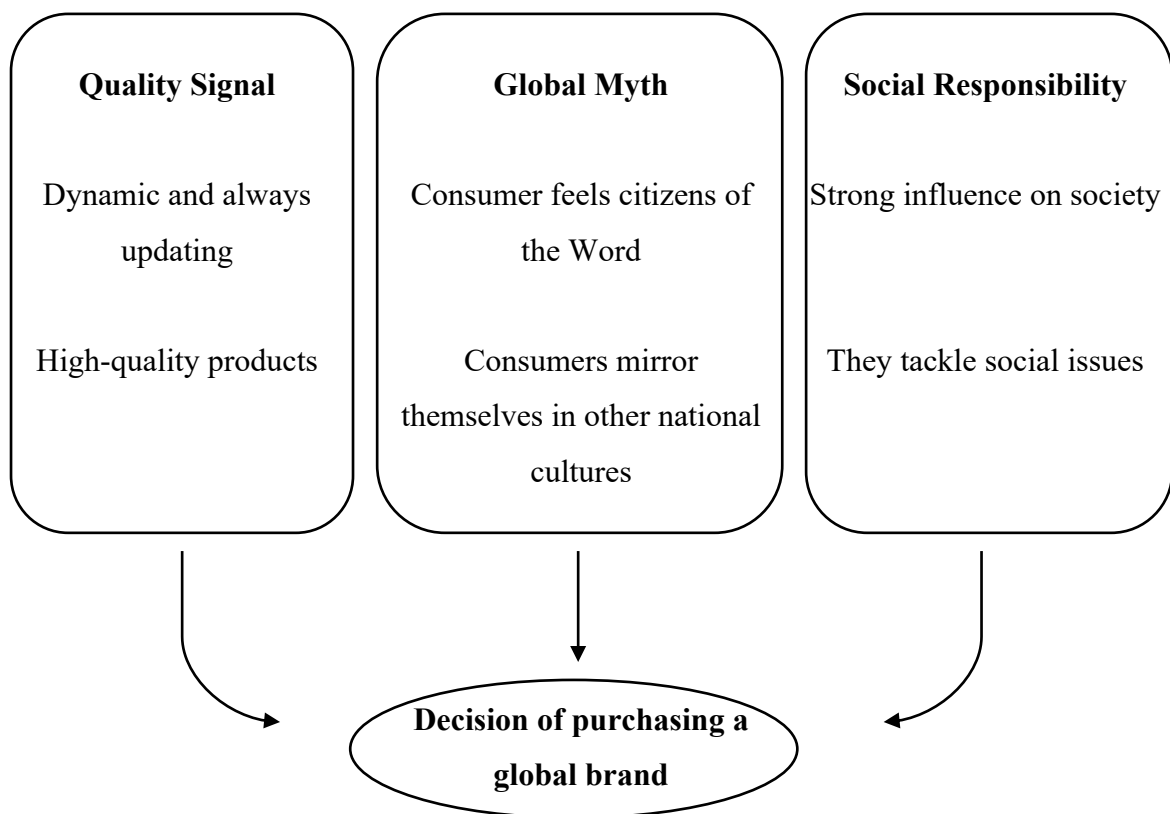 Quality Signal
Dynamic and always
updating
High-quality products
Global Myth
Consumer feels citizens of
the Word
Consumers mirror
themselves in other national
cultures
Social Responsibility
Strong influence on society
They tackle social issues
Decision of purchasing a
global brand